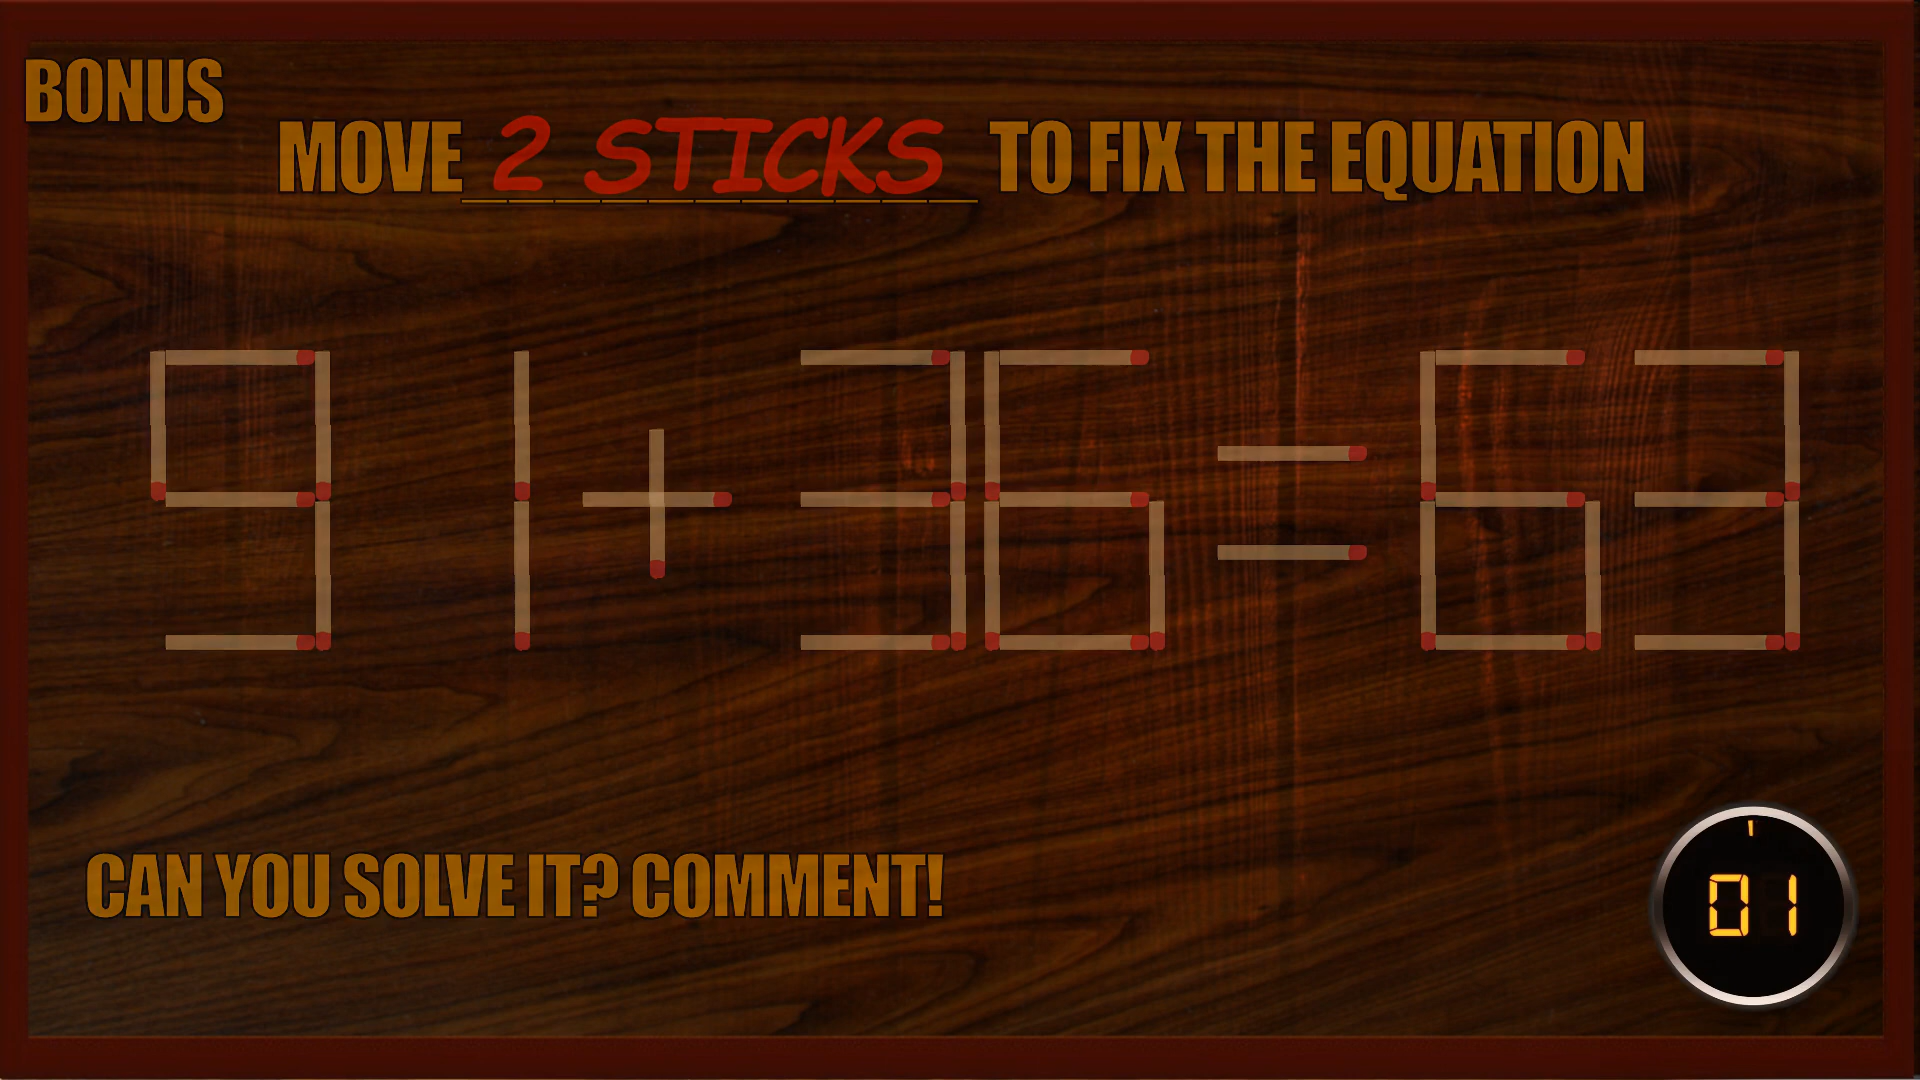 BONUS
MOVE 2 STICKS TO FIX THE EQUATION
91+36=63
CAN YOU SOLVE IT? COMMENT!
01